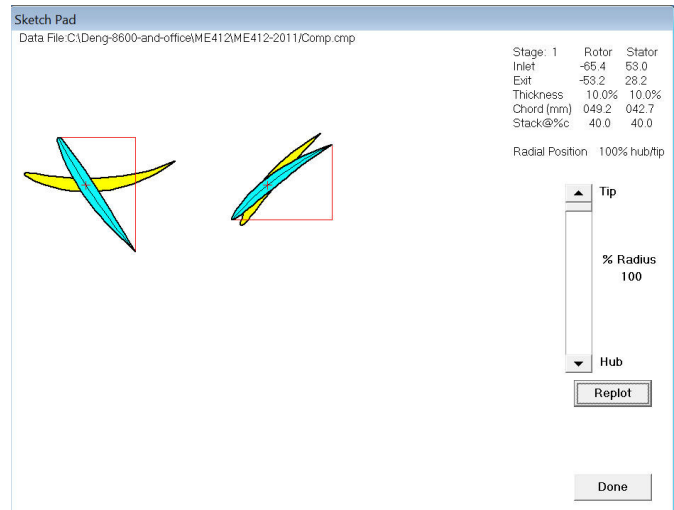 Sketch Pad
Data File:C:\Deng-8600-and-office\ME412\ME412-2011/Comp.cmp
Stage: 1 Rotor Stator
Inlet -65.4 53.0
Exit -53.2 28.2
Thickness 10.0% 10.0%
Chord (mm) 049.2 042.7
Stack@%c 40.0 40.0
Radial Position 100% hub/tip
Tip
% Radius
100
Hub
Replot
Done